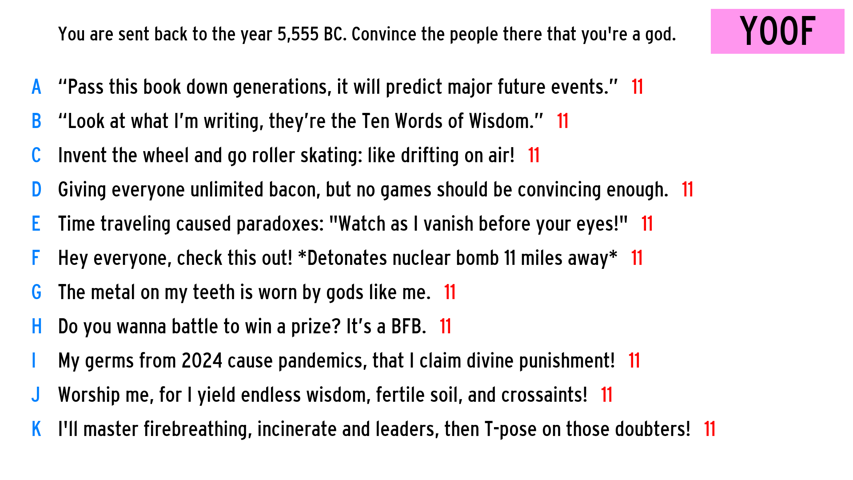 You are sent back to the year 5,555 BC. Convince the people there that you're a god.
YOOF
A “Pass this book down generations, it will predict major future events.” 11
B “Look at what I’m writing, they’re the Ten Words of Wisdom.” 11
C Invent the wheel and go roller skating: like drifting on air! 11
D Giving everyone unlimited bacon, but no games should be convincing enough. 11
E Time traveling caused paradoxes: "Watch as I vanish before your eyes!" 11
F Hey everyone, check this out! *Detonates nuclear bomb 11 miles away* 11
G The metal on my teeth is worn by gods like me. 11
H Do you wanna battle to win a prize? It’s a BFB. 11
I My germs from 2024 cause pandemics, that I claim divine punishment! 11
J Worship me, for I yield endless wisdom, fertile soil, and crossaints! 11
K I'll master firebreathing, incinerate and leaders, then T-pose on those doubters! 11